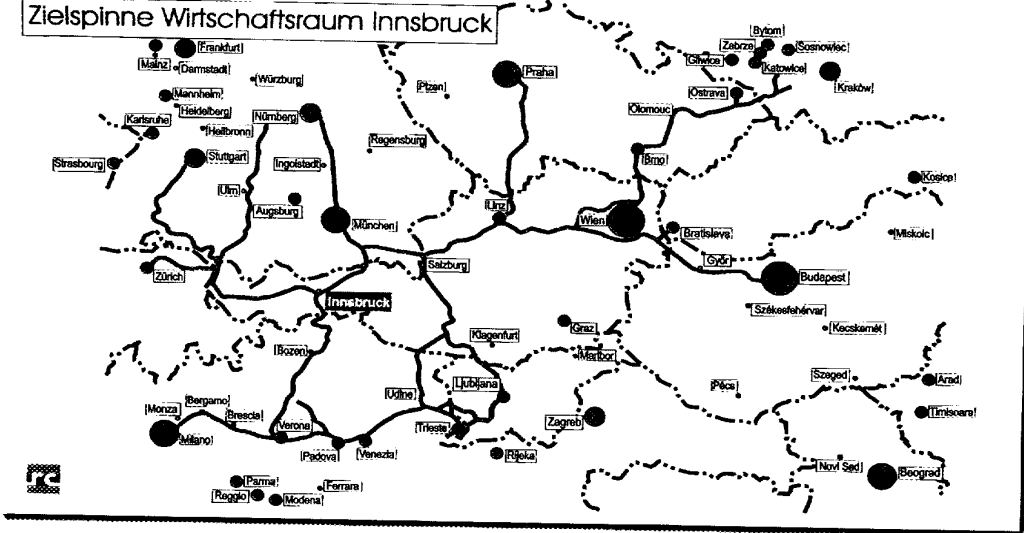 Zielspinne Wirtschaftsraum Innsbruck
Frankfurt
Mainz
Darmstadt
Würzburg
Mannheim
Heidelberg
Karlsruhe
Heilbronn
Nürnberg
Strasbourg
Stuttgart
Ingolstadt
Regensburg
Plzen
Praha
Bytom
Zabrze
Sosnowiec
Gliwice
Katowice
Kraków
Ostrava
Olomouc
Brno
Ulm
Augsburg
München
Linz
Wien
Bratislava
Kosice
Miskolc
Győr
Budapest
Zürich
Salzburg
Innsbruck
Székesfehérvar
Kecskemét
Graz
Klagenfurt
Maribor
Bozen
Ljubljana
Udine
Pécs
Szeged
Arad
Timisoara
Monza
Bergamo
Brescia
Milano
Verona
Trieste
Zagreb
Padova
Venezia
Rijeka
Novi Sad
Beograd
Parma
Ferrara
Reggio
Modena